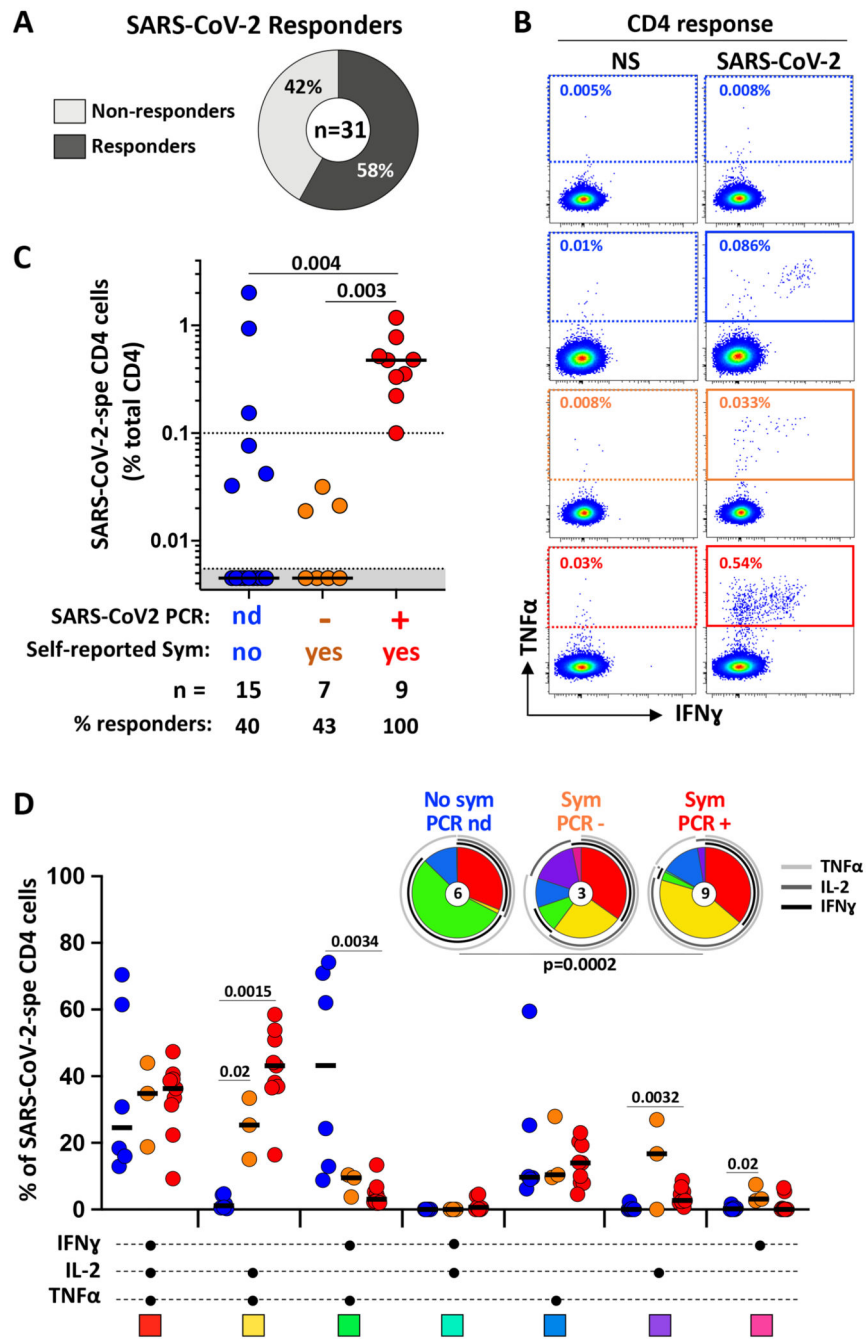 A
SARS-CoV-2 Responders
Non-responders
Responders
42%
n=31
58%
B
CD4 response
NS
SARS-CoV-2
0.005%
0.008%
0.01%
0.086%
0.008%
0.033%
0.03%
0.54%
TNFα
IFNɣ
C
SARS-CoV-2-spe CD4 cells
(% total CD4)
0.004
0.003
1
0.1
0.01
SARS-CoV2 PCR: nd - +
Self-reported Sym: no yes yes
n = 15 7 9
% responders: 40 43 100
D
No sym
PCR nd
Sym
PCR -
Sym
PCR +
6
3
9
TNFα
IL-2
IFNɣ
p=0.0002
% of SARS-CoV-2-spe CD4 cells
100
80
60
40
20
0
0.0015
0.02
0.0034
0.0032
0.02
IFNɣ
IL-2
TNFα